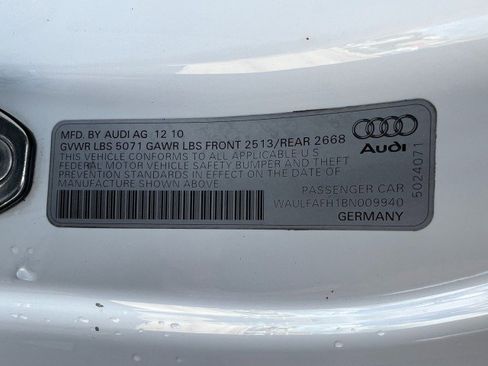 MFD. BY AUDI AG 12 10
GVWR LBS 5071 GAWR LBS FRONT 2513/REAR 2668
THIS VEHICLE CONFORMS TO ALL APPLICABLE U S
FEDERAL MOTOR VEHICLE SAFETY BUMPER AND THEFT
PREVENTION STANDARDS IN EFFECT ON THE DATE OF
MANUFACTURE SHOWN ABOVE
Audi
5024071
PASSENGER CAR
WAULFAFH1BN009940
GERMANY